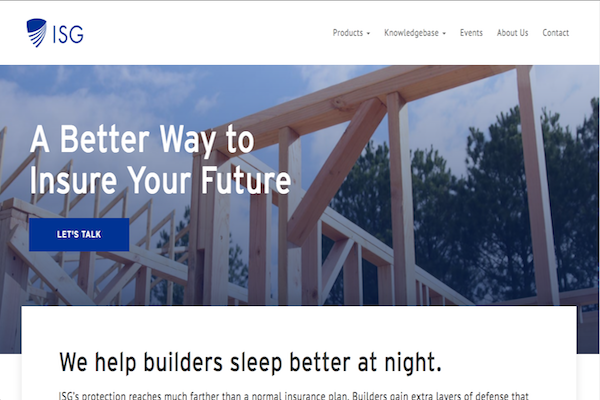 ISG
Products Knowledgebase Events About Us Contact
A Better Way to
Insure Your Future
LET'S TALK
We help builders sleep better at night.
ISG's protection reaches much farther than a normal insurance plan. Builders gain extra layers of defense that